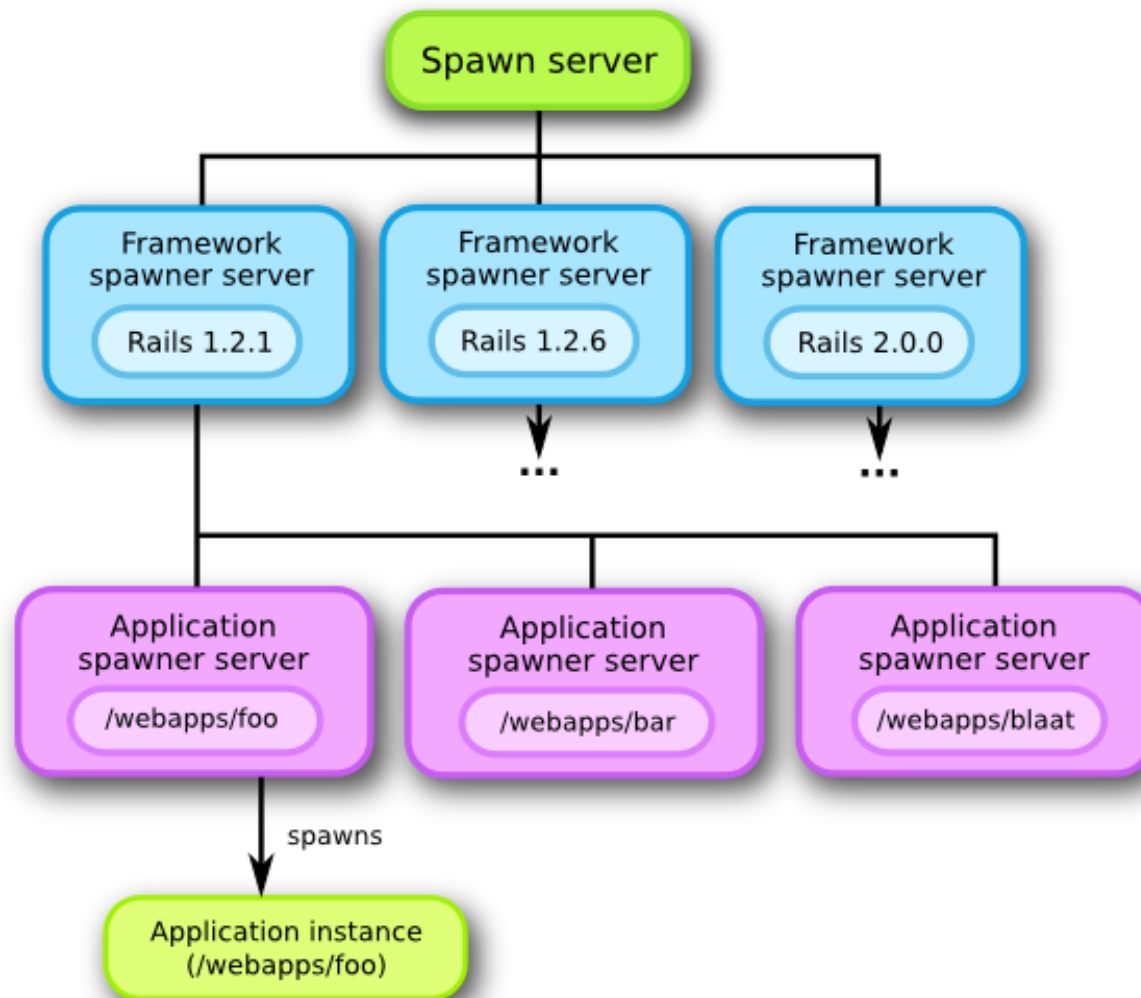 Spawn server
Framework
spawner server
Rails 1.2.1
Framework
spawner server
Rails 1.2.6
Framework
spawner server
Rails 2.0.0
...
...
Application
spawner server
/webapps/foo
Application
spawner server
/webapps/bar
Application
spawner server
/webapps/blaat
spawns
Application instance
(/webapps/foo)